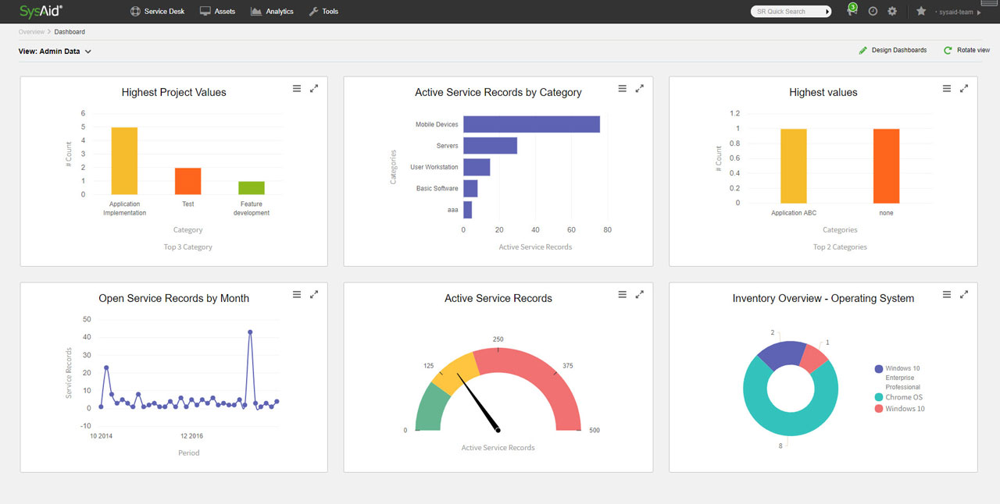 SysAid®
Service Desk
Assets
Analytics
Tools
SR Quick Search
3
sysaid-team
Overview > Dashboard
View: Admin Data
Design Dashboards
Rotate view
Highest Project Values
6
5
4
3
2
1
0
# Count
Application
Implementation
Test
Feature
development
Category
Top 3 Category
Active Service Records by Category
Categories
Mobile Devices
Servers
User Workstation
Basic Software
aaa
0
20
40
60
80
Active Service Records
Highest values
1.2
1
0.8
0.6
0.4
0.2
0
# Count
Application ABC
none
Categories
Top 2 Categories
Open Service Records by Month
50
40
30
20
10
0
-10
Service Records
10 2014
12 2016
Period
Active Service Records
0
125
250
375
500
Active Service Records
Inventory Overview - Operating System
2
1
8
Windows 10
Enterprise
Professional
Chrome OS
Windows 10